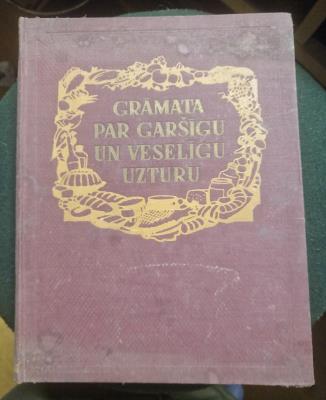 GRĀMATA
PAR GARŠĪGU
UN VESELĪGU
UZTURU